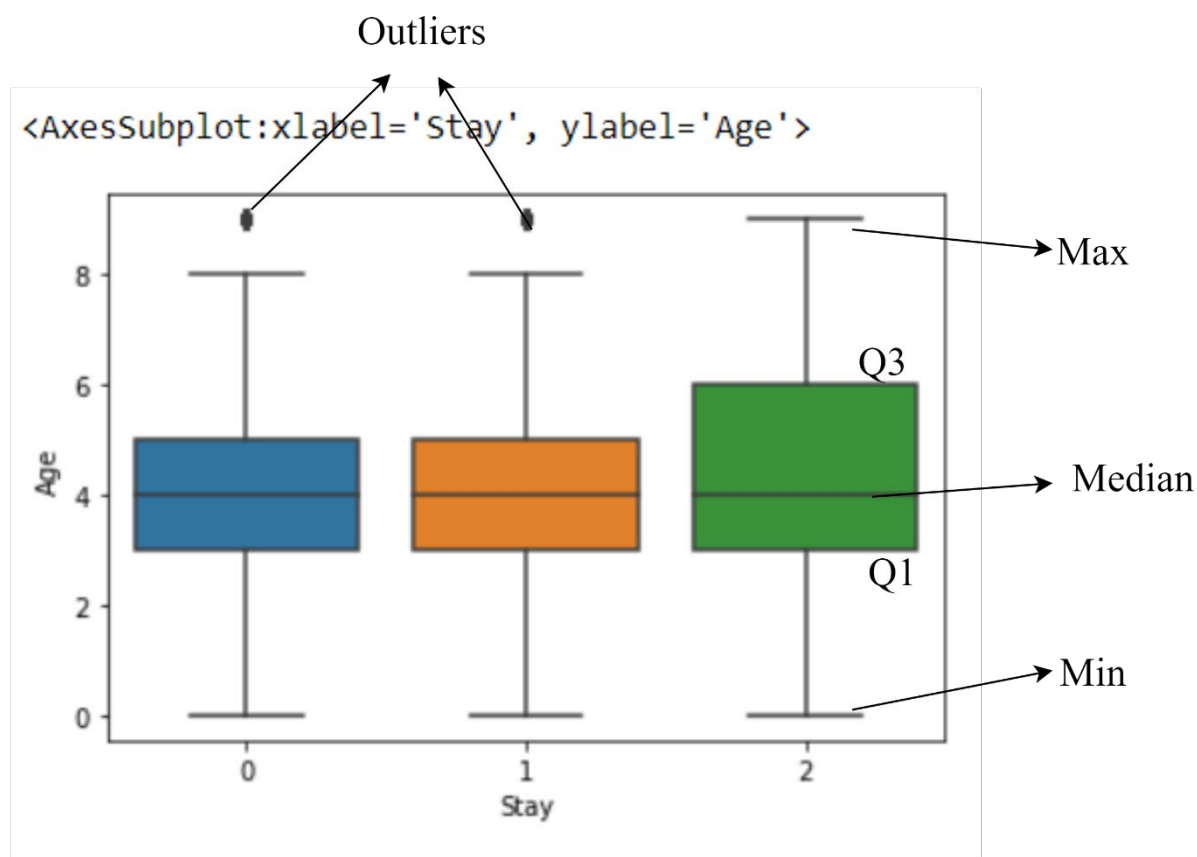 Outliers
<AxesSubplot:xlabel='Stay', ylabel='Age'>
Max
8
Q3
6
Age
4
Median
Q1
2
Min
0
0 1 2
Stay